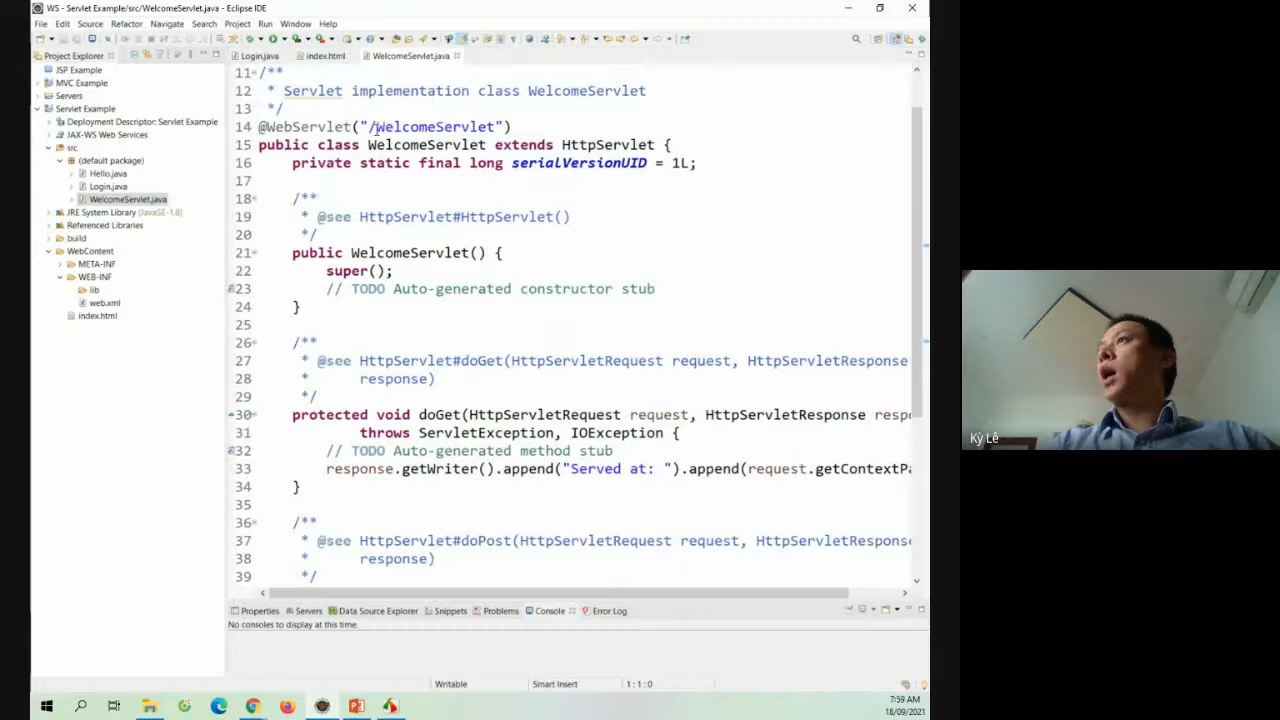 WS - Servlet Example/src/WelcomeServlet.java - Eclipse IDE
File Edit Source Refactor Navigate Search Project Run Window Help
Project Explorer
JSP Example
MVC Example
Servers
Servlet Example
Deployment Descriptor: Servlet Example
JAX-WS Web Services
src
(default package)
Hello.java
Login.java
WelcomeServlet.java
JRE System Library [JavaSE-1.8]
Referenced Libraries
build
WebContent
META-INF
WEB-INF
lib
web.xml
index.html
Login.java index.html WelcomeServlet.java
11 /**
12 * Servlet implementation class WelcomeServlet
13 */
14 @WebServlet("/WelcomeServlet")
15 public class WelcomeServlet extends HttpServlet {
16 private static final long serialVersionUID = 1L;
17
18 /**
19 * @see HttpServlet#HttpServlet()
20 */
21 public WelcomeServlet() {
22 super();
23 // TODO Auto-generated constructor stub
24 }
25
26 /**
27 * @see HttpServlet#doGet(HttpServletRequest request, HttpServletResponse
28 * response)
29 */
30 protected void doGet(HttpServletRequest request, HttpServletResponse resp
31 throws ServletException, IOException {
32 // TODO Auto-generated method stub
33 response.getWriter().append("Served at: ").append(request.getContextPa
34 }
35
36 /**
37 * @see HttpServlet#doPost(HttpServletRequest request, HttpServletResponse
38 * response)
39 */
Properties Servers Data Source Explorer Snippets Problems Console Error Log
No consoles to display at this time.
Writable Smart Insert 1 : 1 : 0
7:59 AM
18/09/2021
Kỳ Lê